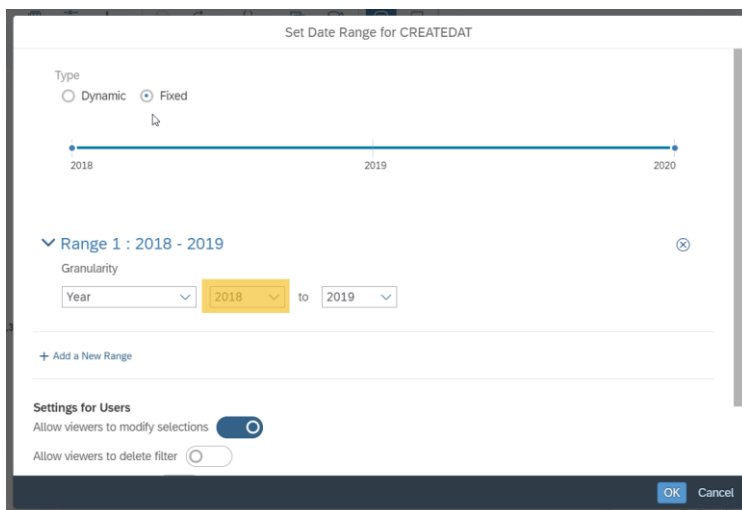 Set Date Range for CREATEDAT
Type
Dynamic Fixed
2018 2019 2020
Range 1 : 2018 - 2019
Granularity
Year 2018 to 2019
+ Add a New Range
Settings for Users
Allow viewers to modify selections
Allow viewers to delete filter
OK Cancel